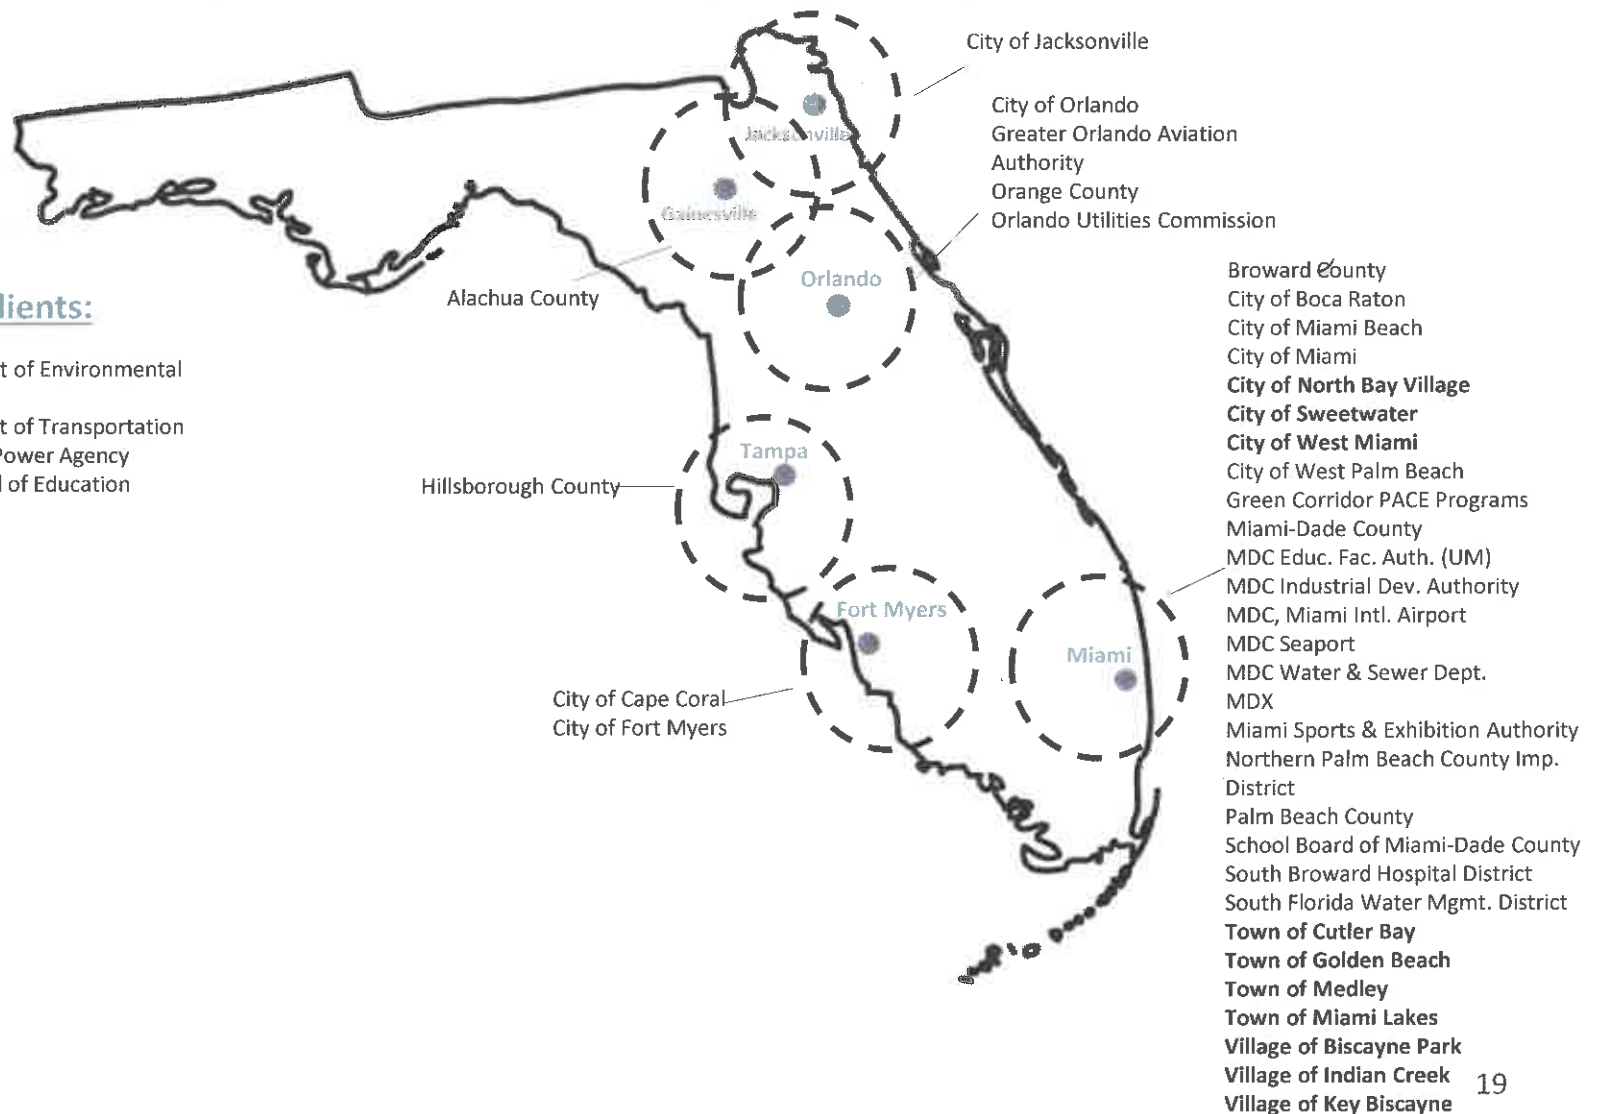 City of Jacksonville
City of Orlando
Greater Orlando Aviation
Authority
Orange County
Orlando Utilities Commission
Jacksonville
Gainesville
Alachua County
Orlando
lients:
t of Environmental
t of Transportation
Power Agency
l of Education
Tampa
Hillsborough County
Fort Myers
City of Cape Coral
City of Fort Myers
Miami
Broward County
City of Boca Raton
City of Miami Beach
City of Miami
City of North Bay Village
City of Sweetwater
City of West Miami
City of West Palm Beach
Green Corridor PACE Programs
Miami-Dade County
MDC Educ. Fac. Auth. (UM)
MDC Industrial Dev. Authority
MDC, Miami Intl. Airport
MDC Seaport
MDC Water & Sewer Dept.
MDX
Miami Sports & Exhibition Authority
Northern Palm Beach County Imp.
District
Palm Beach County
School Board of Miami-Dade County
South Broward Hospital District
South Florida Water Mgmt. District
Town of Cutler Bay
Town of Golden Beach
Town of Medley
Town of Miami Lakes
Village of Biscayne Park
Village of Indian Creek
Village of Key Biscayne
19